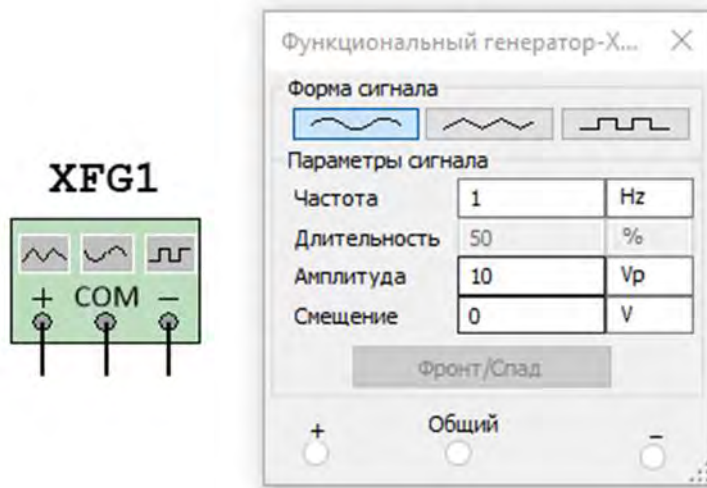 Функциональный генератор-X...
Форма сигнала
XFG1
Параметры сигнала
Частота 1 Hz
Длительность 50 %
Амплитуда 10 Vp
Смещение 0 V
+ COM −
Фронт/Спад
+ Общий −